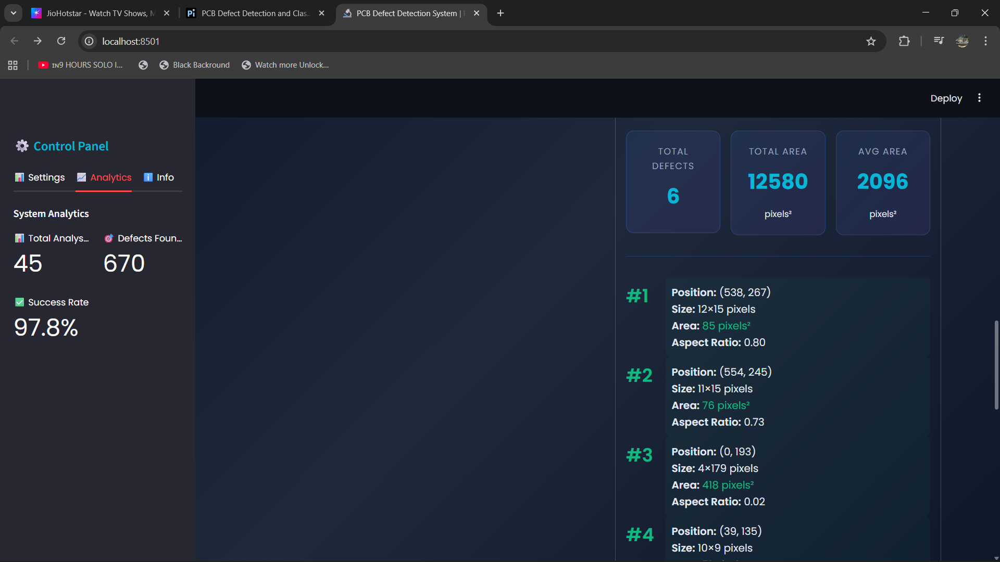 JioHotstar - Watch TV Shows, M
PCB Defect Detection and Clas..
PCB Defect Detection System |
localhost:8501
ɪɴ9 HOURS SOLO I...
Black Backround
Watch more Unlock...
Deploy
Control Panel
Settings
Analytics
Info
System Analytics
Total Analys...
Defects Foun...
45
670
Success Rate
97.8%
TOTAL
DEFECTS
6
TOTAL AREA
12580
pixels²
AVG AREA
2096
pixels²
#1
Position: (538, 267)
Size: 12×15 pixels
Area: 85 pixels²
Aspect Ratio: 0.80
#2
Position: (554, 245)
Size: 11×15 pixels
Area: 76 pixels²
Aspect Ratio: 0.73
#3
Position: (0, 193)
Size: 4×179 pixels
Area: 418 pixels²
Aspect Ratio: 0.02
#4
Position: (39, 135)
Size: 10×9 pixels